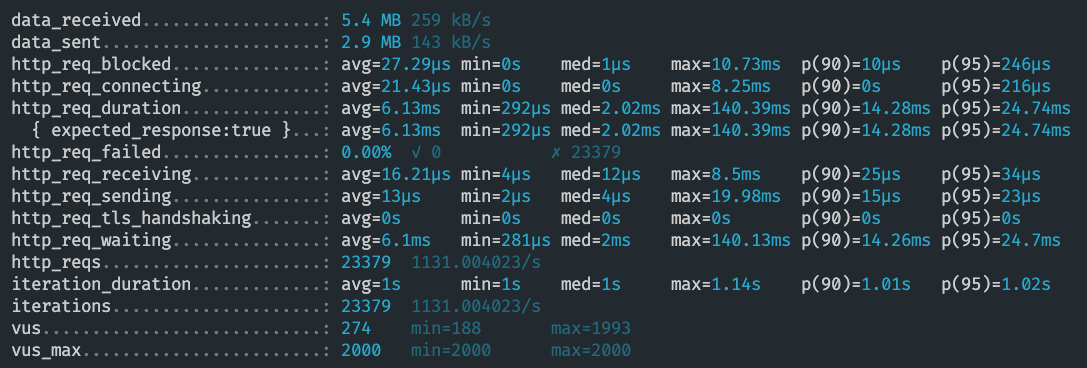 data_received..................: 5.4 MB 259 kB/s
data_sent......................: 2.9 MB 143 kB/s
http_req_blocked...............: avg=27.29µs min=0s    med=1µs    max=10.73ms  p(90)=10µs    p(95)=246µs
http_req_connecting............: avg=21.43µs min=0s    med=0s     max=8.25ms   p(90)=0s      p(95)=216µs
http_req_duration..............: avg=6.13ms  min=292µs med=2.02ms max=140.39ms p(90)=14.28ms p(95)=24.74ms
  { expected_response:true }...: avg=6.13ms  min=292µs med=2.02ms max=140.39ms p(90)=14.28ms p(95)=24.74ms
http_req_failed................: 0.00%  √ 0           ✗ 23379
http_req_receiving.............: avg=16.21µs min=4µs   med=12µs   max=8.5ms    p(90)=25µs    p(95)=34µs
http_req_sending...............: avg=13µs    min=2µs   med=4µs    max=19.98ms  p(90)=15µs    p(95)=23µs
http_req_tls_handshaking.......: avg=0s      min=0s    med=0s     max=0s       p(90)=0s      p(95)=0s
http_req_waiting...............: avg=6.1ms   min=281µs med=2ms    max=140.13ms p(90)=14.26ms p(95)=24.7ms
http_reqs......................: 23379  1131.004023/s
iteration_duration.............: avg=1s      min=1s    med=1s     max=1.14s    p(90)=1.01s   p(95)=1.02s
iterations.....................: 23379  1131.004023/s
vus............................: 274    min=188       max=1993
vus_max........................: 2000   min=2000      max=2000